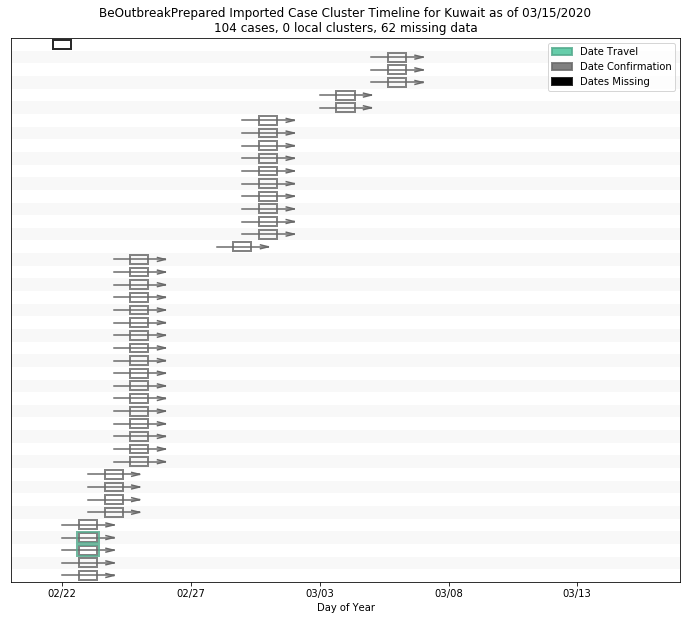 BeOutbreakPrepared Imported Case Cluster Timeline for Kuwait as of 03/15/2020
104 cases, 0 local clusters, 62 missing data
Date Travel
Date Confirmation
Dates Missing
02/22
02/27
03/03
03/08
03/13
Day of Year